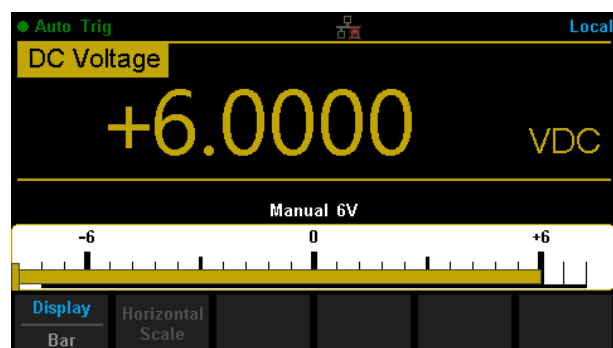 Auto Trig Local
DC Voltage
+6.0000 VDC
Manual 6V
-6 0 +6
Display Horizontal
Bar Scale